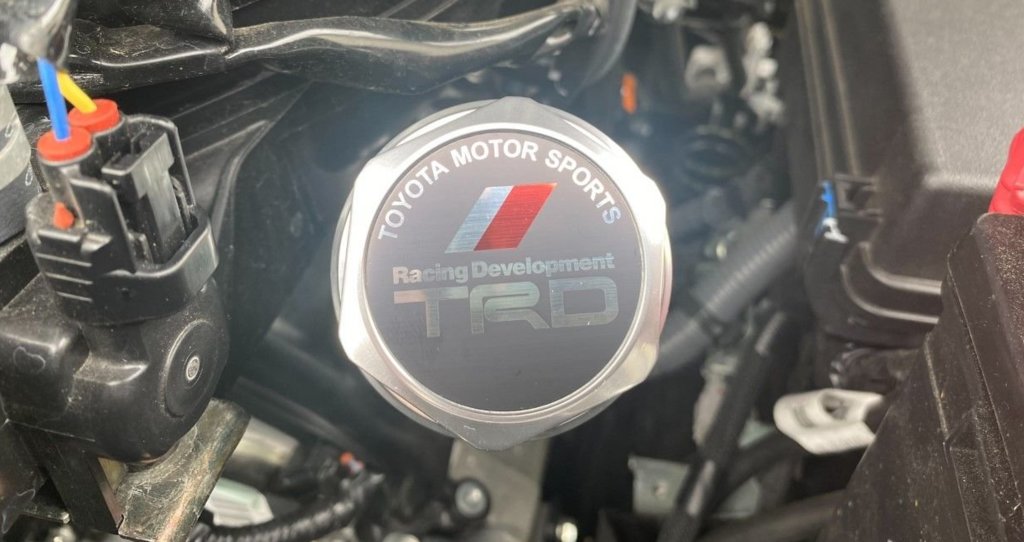 TOYOTA MOTOR SPORTS
Racing Development
TRD